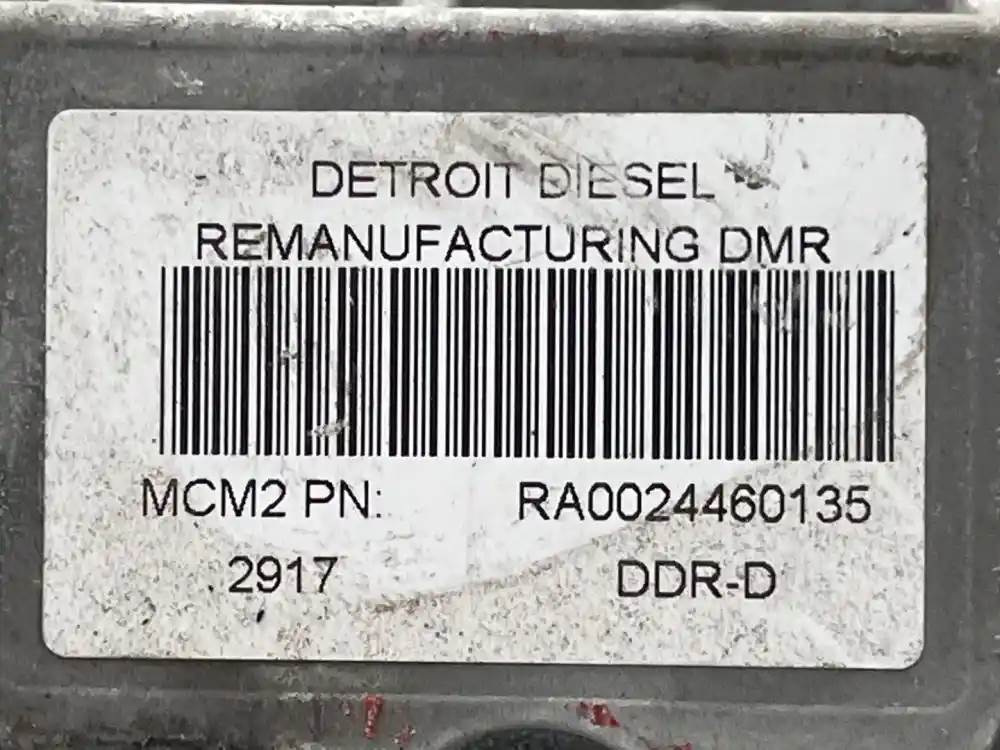 DETROIT DIESEL
REMANUFACTURING DMR
MCM2 PN: RA0024460135
2917 DDR-D